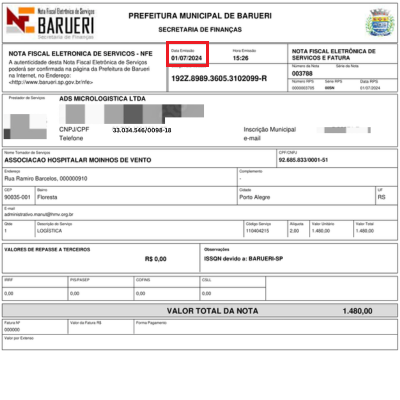 Nota Fiscal Eletrônica de Serviços
BARUERI
Secretaria de Finanças
PREFEITURA MUNICIPAL DE BARUERI
SECRETARIA DE FINANÇAS
NOTA FISCAL ELETRONICA DE SERVICOS - NFE
A autenticidade desta Nota Fiscal Eletrônica de Serviços
poderá ser confirmada na página da Prefeitura de Barueri
na Internet, no Endereço:
<http://www.barueri.sp.gov.br/nfe>
Data Emissão
01/07/2024
Hora Emissão
15:26
192Z.8989.3605.3102099-R
NOTA FISCAL ELETRÔNICA DE
SERVIÇOS E FATURA
Número da Nota Série da Nota
003788
Número RPS Série RPS Data RPS
01/07/2024
Prestador de Serviços
ADS MICROLOGISTICA LTDA
CNPJ/CPF 33.034.546/0098-18
Telefone
Inscrição Municipal
e-mail
Nome Tomador de Serviços
ASSOCIACAO HOSPITALAR MOINHOS DE VENTO
CPF/CNPJ
92.685.833/0001-51
Endereço
Rua Ramiro Barcelos, 000000910
Complemento
-
CEP Bairro Cidade UF
90035-001 Floresta Porto Alegre RS
E-mail
Qtde. Descrição do Serviço Código Serviço Alíquota Valor Unitário Valor Total
1 LOGÍSTICA 110404215 2,00 1.480,00 1.480,00
VALORES DE REPASSE A TERCEIROS
R$ 0,00
Observações
ISSQN devido a: BARUERI-SP
IRRF PIS/PASEP COFINS CSLL
0,00 0,00 0,00 0,00
VALOR TOTAL DA NOTA 1.480,00
Fatura Nº Valor da Fatura R$ Forma Pagamento
000000
Valor por Extenso